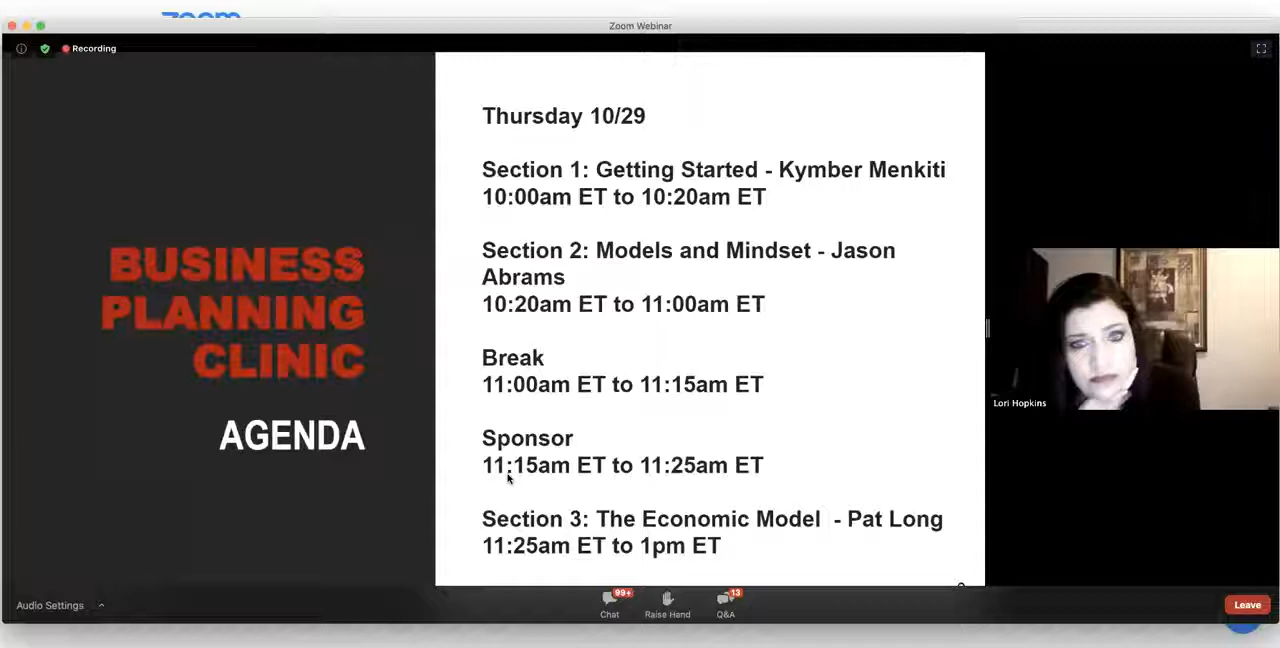 zoom
Zoom Webinar
Recording
BUSINESS
PLANNING
CLINIC
AGENDA
Thursday 10/29
Section 1: Getting Started - Kymber Menkiti
10:00am ET to 10:20am ET
Section 2: Models and Mindset - Jason
Abrams
10:20am ET to 11:00am ET
Break
11:00am ET to 11:15am ET
Sponsor
11:15am ET to 11:25am ET
Section 3: The Economic Model - Pat Long
11:25am ET to 1pm ET
Lori Hopkins
Audio Settings
99+
Chat
Raise Hand
13
Q&A
Leave